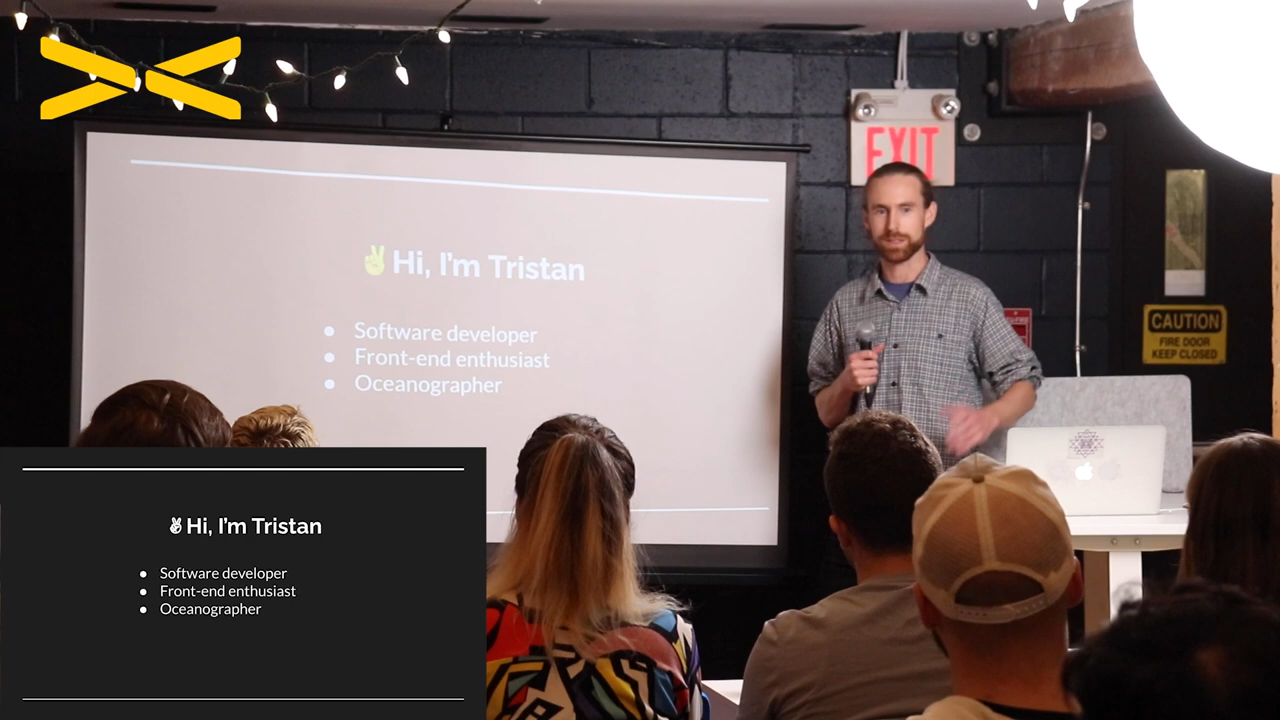 ✌ Hi, I'm Tristan
● Software developer
● Front-end enthusiast
● Oceanographer
EXIT
CAUTION
FIRE DOOR
KEEP CLOSED
✌ Hi, I'm Tristan
● Software developer
● Front-end enthusiast
● Oceanographer